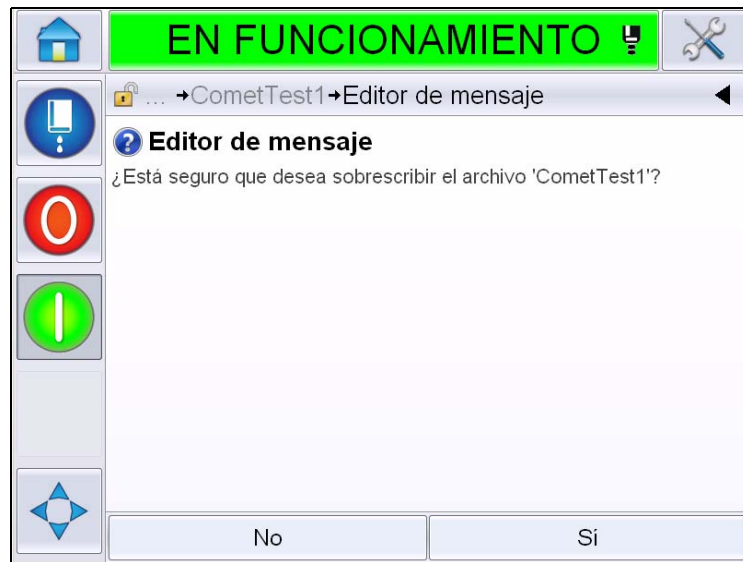 EN FUNCIONAMIENTO
... →CometTest1→Editor de mensaje
Editor de mensaje
¿Está seguro que desea sobrescribir el archivo 'CometTest1'?
No
Sí